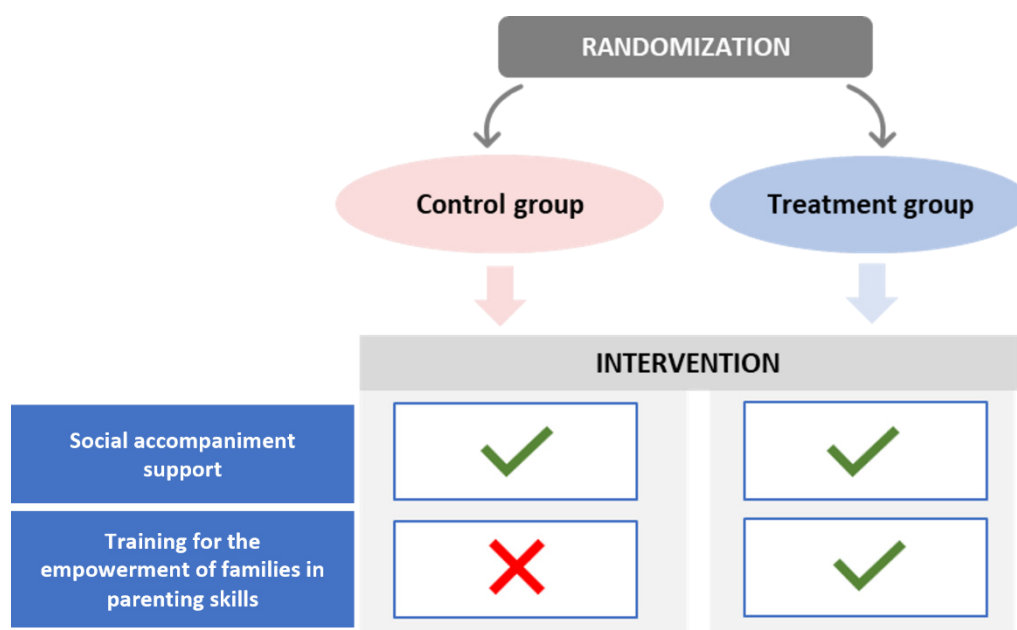 RANDOMIZATION
Control group
Treatment group
INTERVENTION
Social accompaniment
support
Training for the
empowerment of families in
parenting skills